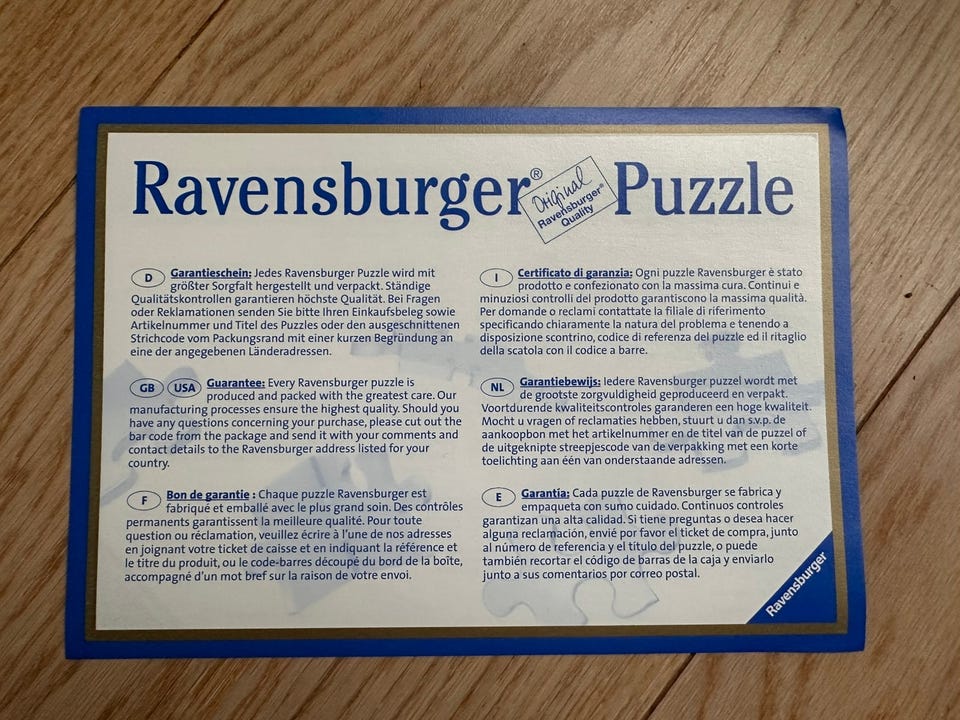 Ravensburger® Puzzle
Original
Ravensburger®
Quality
D Garantieschein: Jedes Ravensburger Puzzle wird mit
größter Sorgfalt hergestellt und verpackt. Ständige
Qualitätskontrollen garantieren höchste Qualität. Bei Fragen
oder Reklamationen senden Sie bitte Ihren Einkaufsbeleg sowie
Artikelnummer und Titel des Puzzles oder den ausgeschnittenen
Strichcode vom Packungsrand mit einer kurzen Begründung an
eine der angegebenen Länderadressen.
GB USA Guarantee: Every Ravensburger puzzle is
produced and packed with the greatest care. Our
manufacturing processes ensure the highest quality. Should you
have any questions concerning your purchase, please cut out the
bar code from the package and send it with your comments and
contact details to the Ravensburger address listed for your
country.
F Bon de garantie : Chaque puzzle Ravensburger est
fabriqué et emballé avec le plus grand soin. Des contrôles
permanents garantissent la meilleure qualité. Pour toute
question ou réclamation, veuillez écrire à l'une de nos adresses
en joignant votre ticket de caisse et en indiquant la référence et
le titre du produit, ou le code-barres découpé du bord de la boîte,
accompagné d'un mot bref sur la raison de votre envoi.
I Certificato di garanzia: Ogni puzzle Ravensburger è stato
prodotto e confezionato con la massima cura. Continui e
minuziosi controlli del prodotto garantiscono la massima qualità.
Per domande o reclami contattate la filiale di riferimento
specificando chiaramente la natura del problema e tenendo a
disposizione scontrino, codice di referenza del puzzle ed il ritaglio
della scatola con il codice a barre.
NL Garantiebewijs: Iedere Ravensburger puzzel wordt met
de grootste zorgvuldigheid geproduceerd en verpakt.
Voortdurende kwaliteitscontroles garanderen een hoge kwaliteit.
Mocht u vragen of reclamaties hebben, stuurt u dan s.v.p. de
aankoopbon met het artikelnummer en de titel van de puzzel of
de uitgeknipte streepjescode van de verpakking met een korte
toelichting aan één van onderstaande adressen.
E Garantía: Cada puzzle de Ravensburger se fabrica y
empaqueta con sumo cuidado. Continuos controles
garantizan una alta calidad. Si tiene preguntas o desea hacer
alguna reclamación, envié por favor el ticket de compra, junto
al número de referencia y el título del puzzle, o puede
también recortar el código de barras de la caja y enviarlo
junto a sus comentarios por correo postal.
Ravensburger